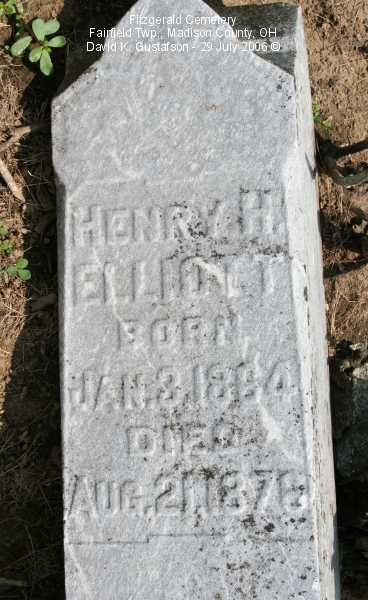 Fitzgerald Cemetery
Fairfield Twp., Madison County, OH
David K. Gustafson - 29 July 2006 ©
HENRY H.
ELLIOTT
BORN
JAN. 3, 1864
DIED
AUG. 21, 1878